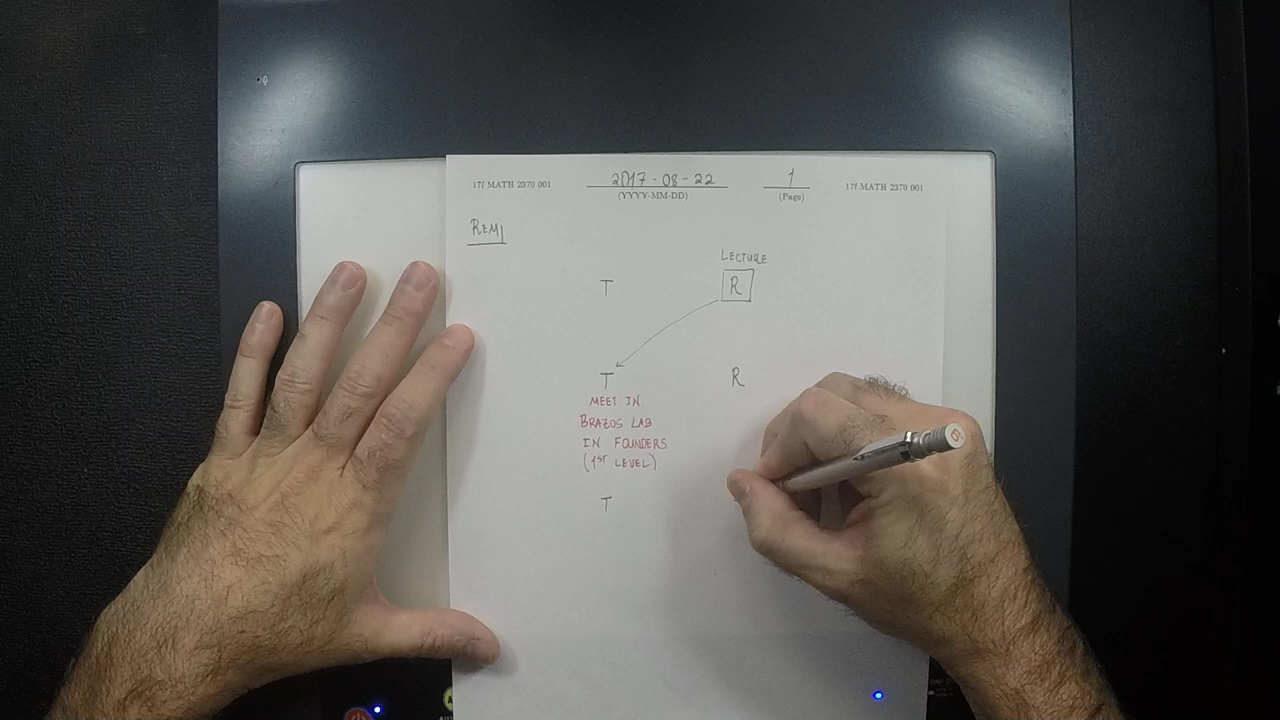 17f MATH 2370 001 2017-08-22 1 17f MATH 2370 001
(YYYY-MM-DD) (Page)
REM
LECTURE
T R
T R
MEET IN
BRAZOS LAB
IN FOUNDERS
(1ST LEVEL)
T